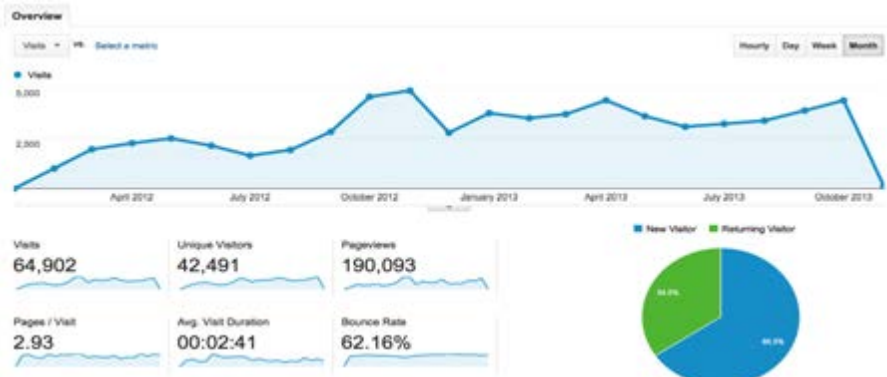 Overview
Visits vs. Select a metric Hourly Day Week Month
Visits
5,000
April 2012 July 2012 October 2012 January 2013 April 2013 July 2013 October 2013
New Visitor Returning Visitor
Visits Unique Visitors Pageviews
64,902 42,491 190,093
Pages / Visit Avg. Visit Duration Bounce Rate
2.93 00:02:41 62.16%